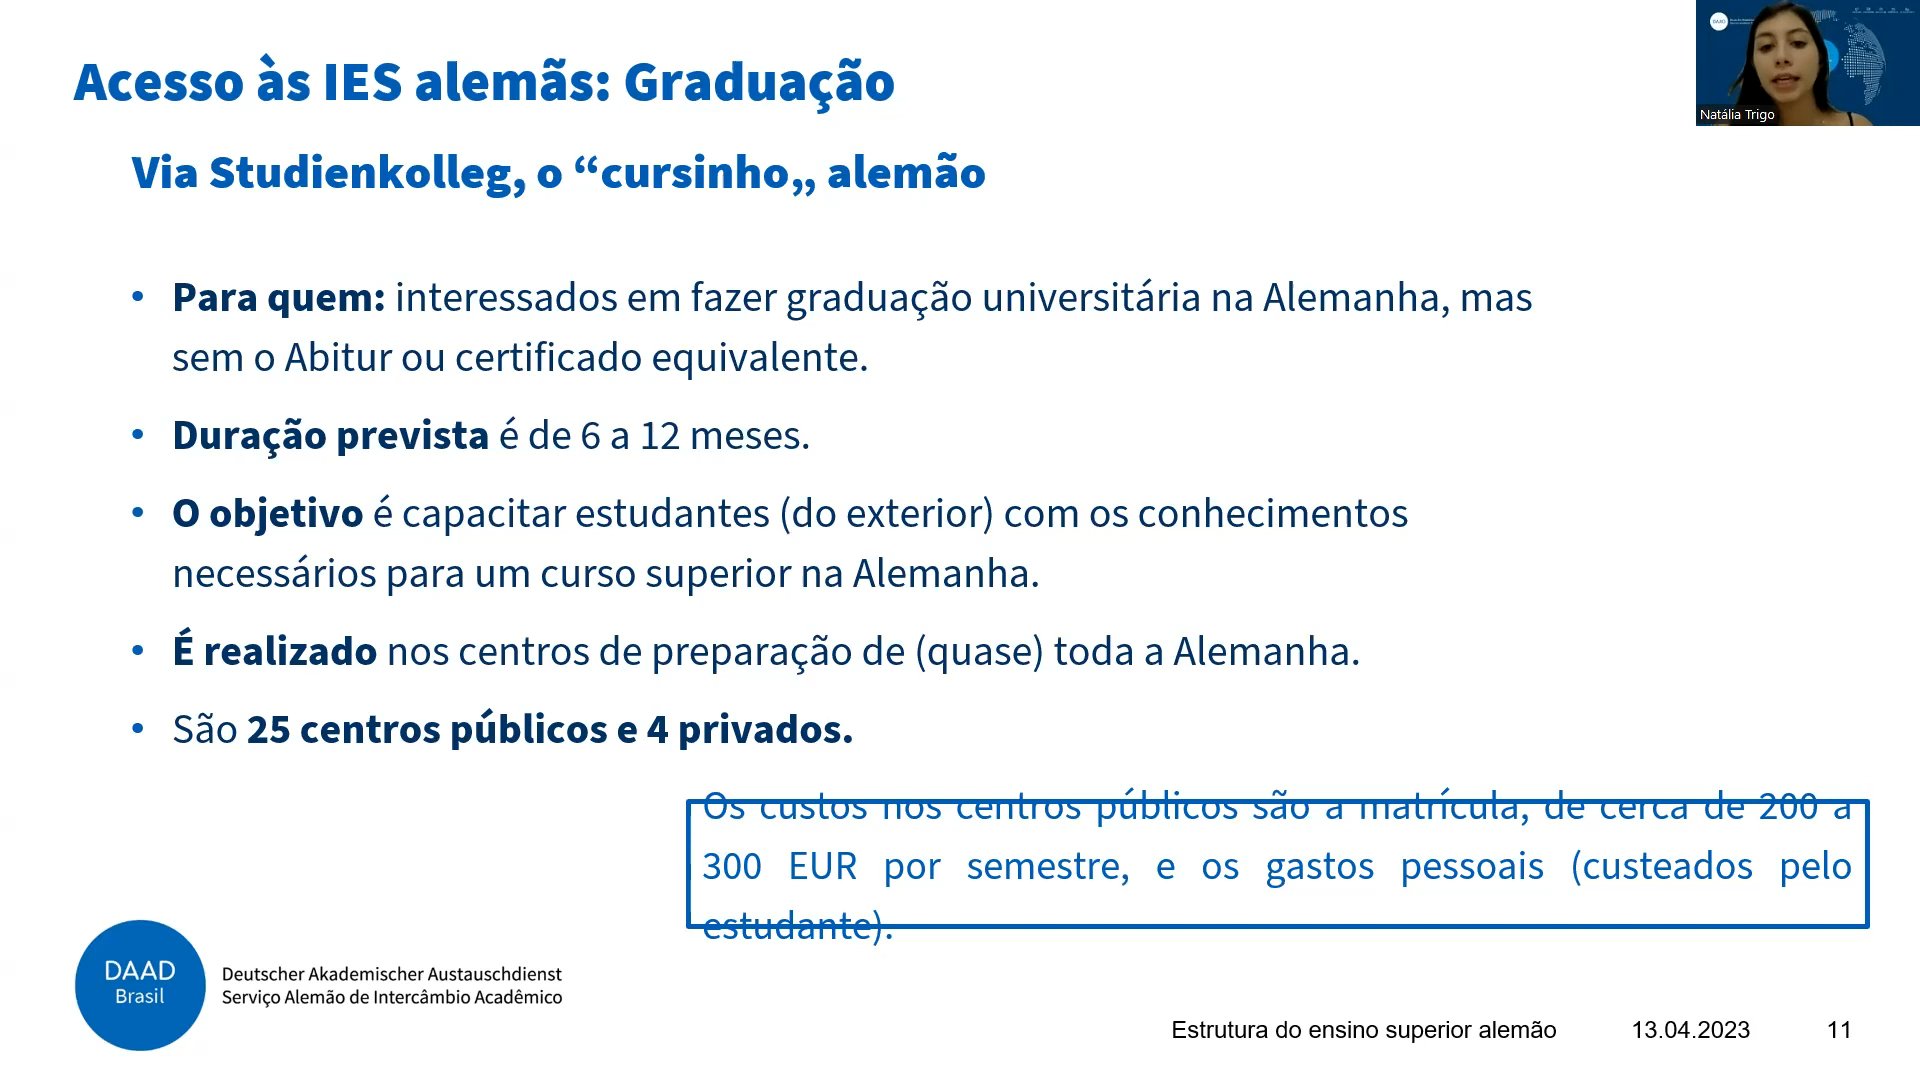 Acesso às IES alemãs: Graduação
Natália Trigo
Via Studienkolleg, o “cursinho„ alemão
• Para quem: interessados em fazer graduação universitária na Alemanha, mas
sem o Abitur ou certificado equivalente.
• Duração prevista é de 6 a 12 meses.
• O objetivo é capacitar estudantes (do exterior) com os conhecimentos
necessários para um curso superior na Alemanha.
• É realizado nos centros de preparação de (quase) toda a Alemanha.
• São 25 centros públicos e 4 privados.
Os custos nos centros públicos são a matrícula, de cerca de 200 a
300 EUR por semestre, e os gastos pessoais (custeados pelo
estudante).
DAAD
Brasil
Deutscher Akademischer Austauschdienst
Serviço Alemão de Intercâmbio Acadêmico
Estrutura do ensino superior alemão 13.04.2023 11